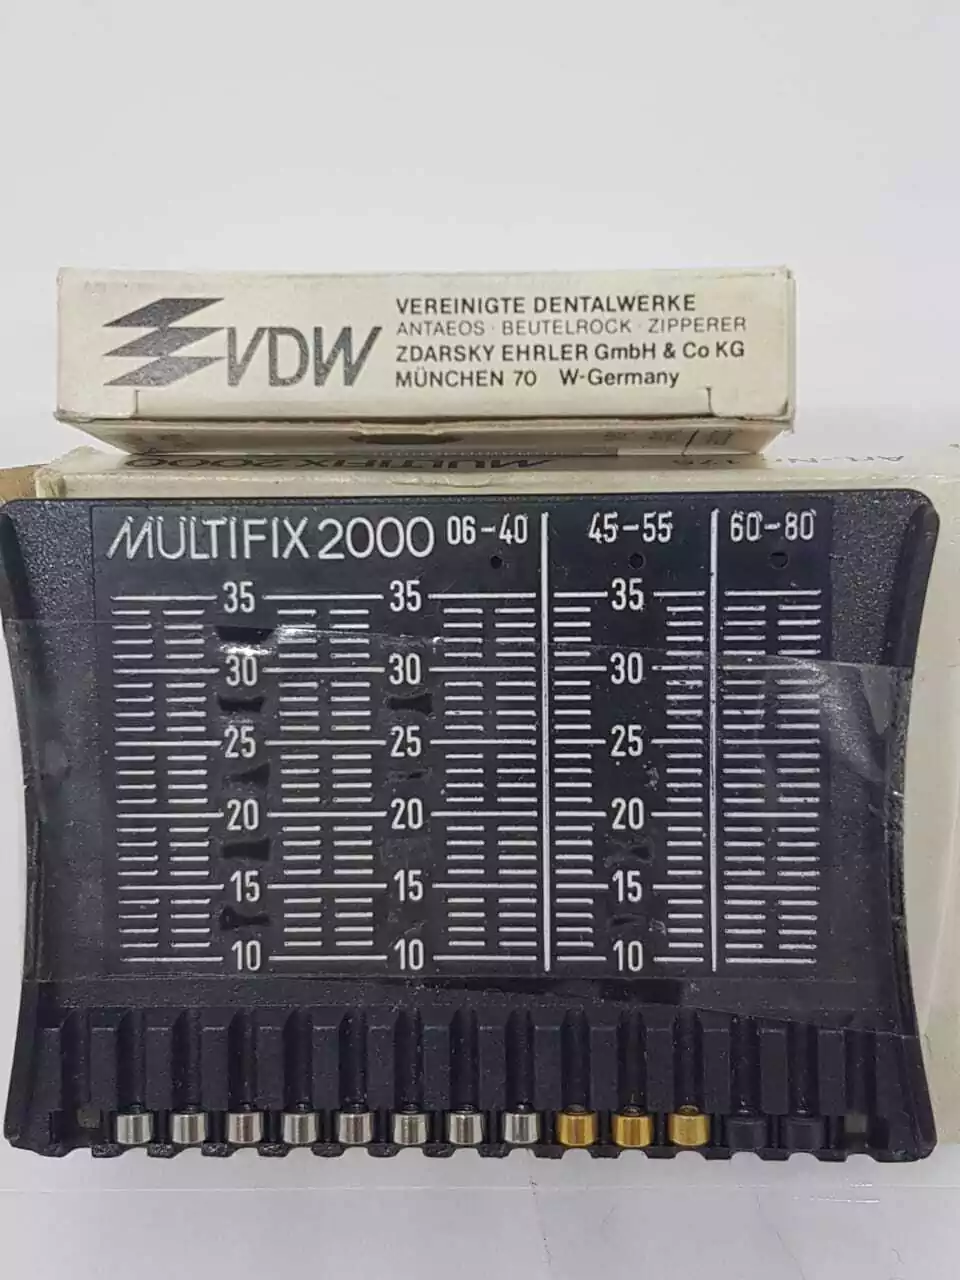 VDW
VEREINIGTE DENTALWERKE
ANTAEOS · BEUTELROCK · ZIPPERER
ZDARSKY EHRLER GmbH & Co KG
MÜNCHEN 70 W-Germany
MULTIFIX 2000
MULTIFIX 2000 06-40 45-55 60-80
35 35 35
30 30 30
25 25 25
20 20 20
15 15 15
10 10 10